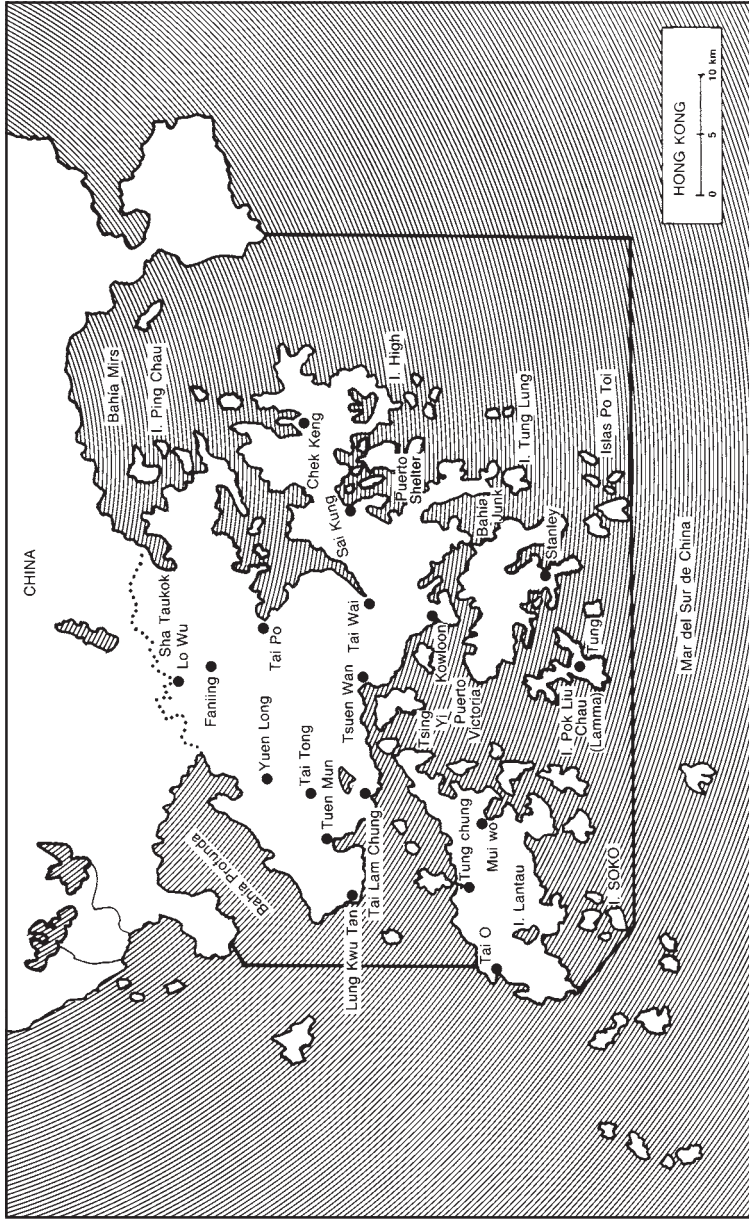 CHINA
Bahía Mirs
I. Ping Chau
Sha Taukok
Lo Wu
Faniing
Yuen Long
Tai Po
Tai Tong
Tuen Mun
Bahía Profunda
Chek Keng
I. High
Sai Kung
Puerto
Shelter
Tai Wai
Tsuen Wan
Tai Lam Chung
Lung Kwu Tan
Kowloon
Tsing
Yi
Puerto
Victoria
Bahía
Junk
I. Tung Lung
Stanley
Islas Po Toi
Tung
I. Pok Liu
Chau
(Lamma)
Tung chung
Mui wo
Tai O
I. Lantau
I. SOKO
Mar del Sur de China
HONG KONG
0 5 10 km